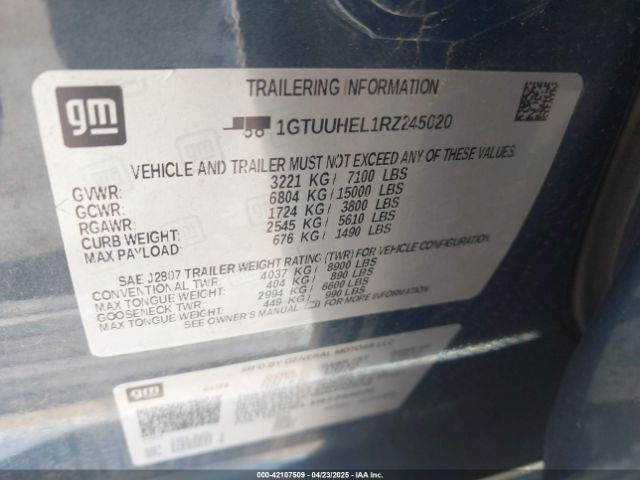 gm
TRAILERING INFORMATION
1GTUUHEL1RZ245020
VEHICLE AND TRAILER MUST NOT EXCEED ANY OF THESE VALUES.
GVWR: 3221 KG / 7100 LBS
GCWR: 6804 KG / 15000 LBS
RGAWR: 1724 KG / 3800 LBS
CURB WEIGHT: 2545 KG / 5610 LBS
MAX PAYLOAD: 676 KG / 1490 LBS
SAE J2807 TRAILER WEIGHT RATING (TWR) FOR VEHICLE CONFIGURATION.
CONVENTIONAL TWR: 4037 KG / 8900 LBS
MAX TONGUE WEIGHT: 404 KG / 890 LBS
GOOSENECK TWR: 2994 KG / 6600 LBS
MAX TONGUE WEIGHT: 449 KG / 990 LBS
SEE OWNER'S MANUAL FOR MORE INFORMATION
gm
MFD BY GENERAL MOTORS LLC
000-42107509 - 04/23/2025 - IAAI.COM